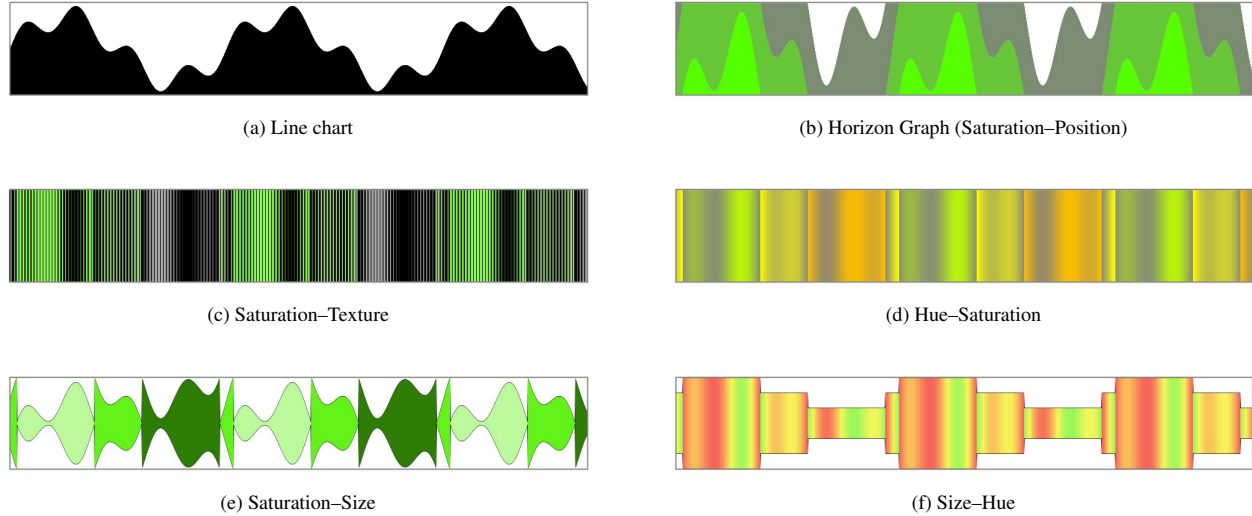 (a) Line chart
(b) Horizon Graph (Saturation–Position)
(c) Saturation–Texture
(d) Hue–Saturation
(e) Saturation–Size
(f) Size–Hue